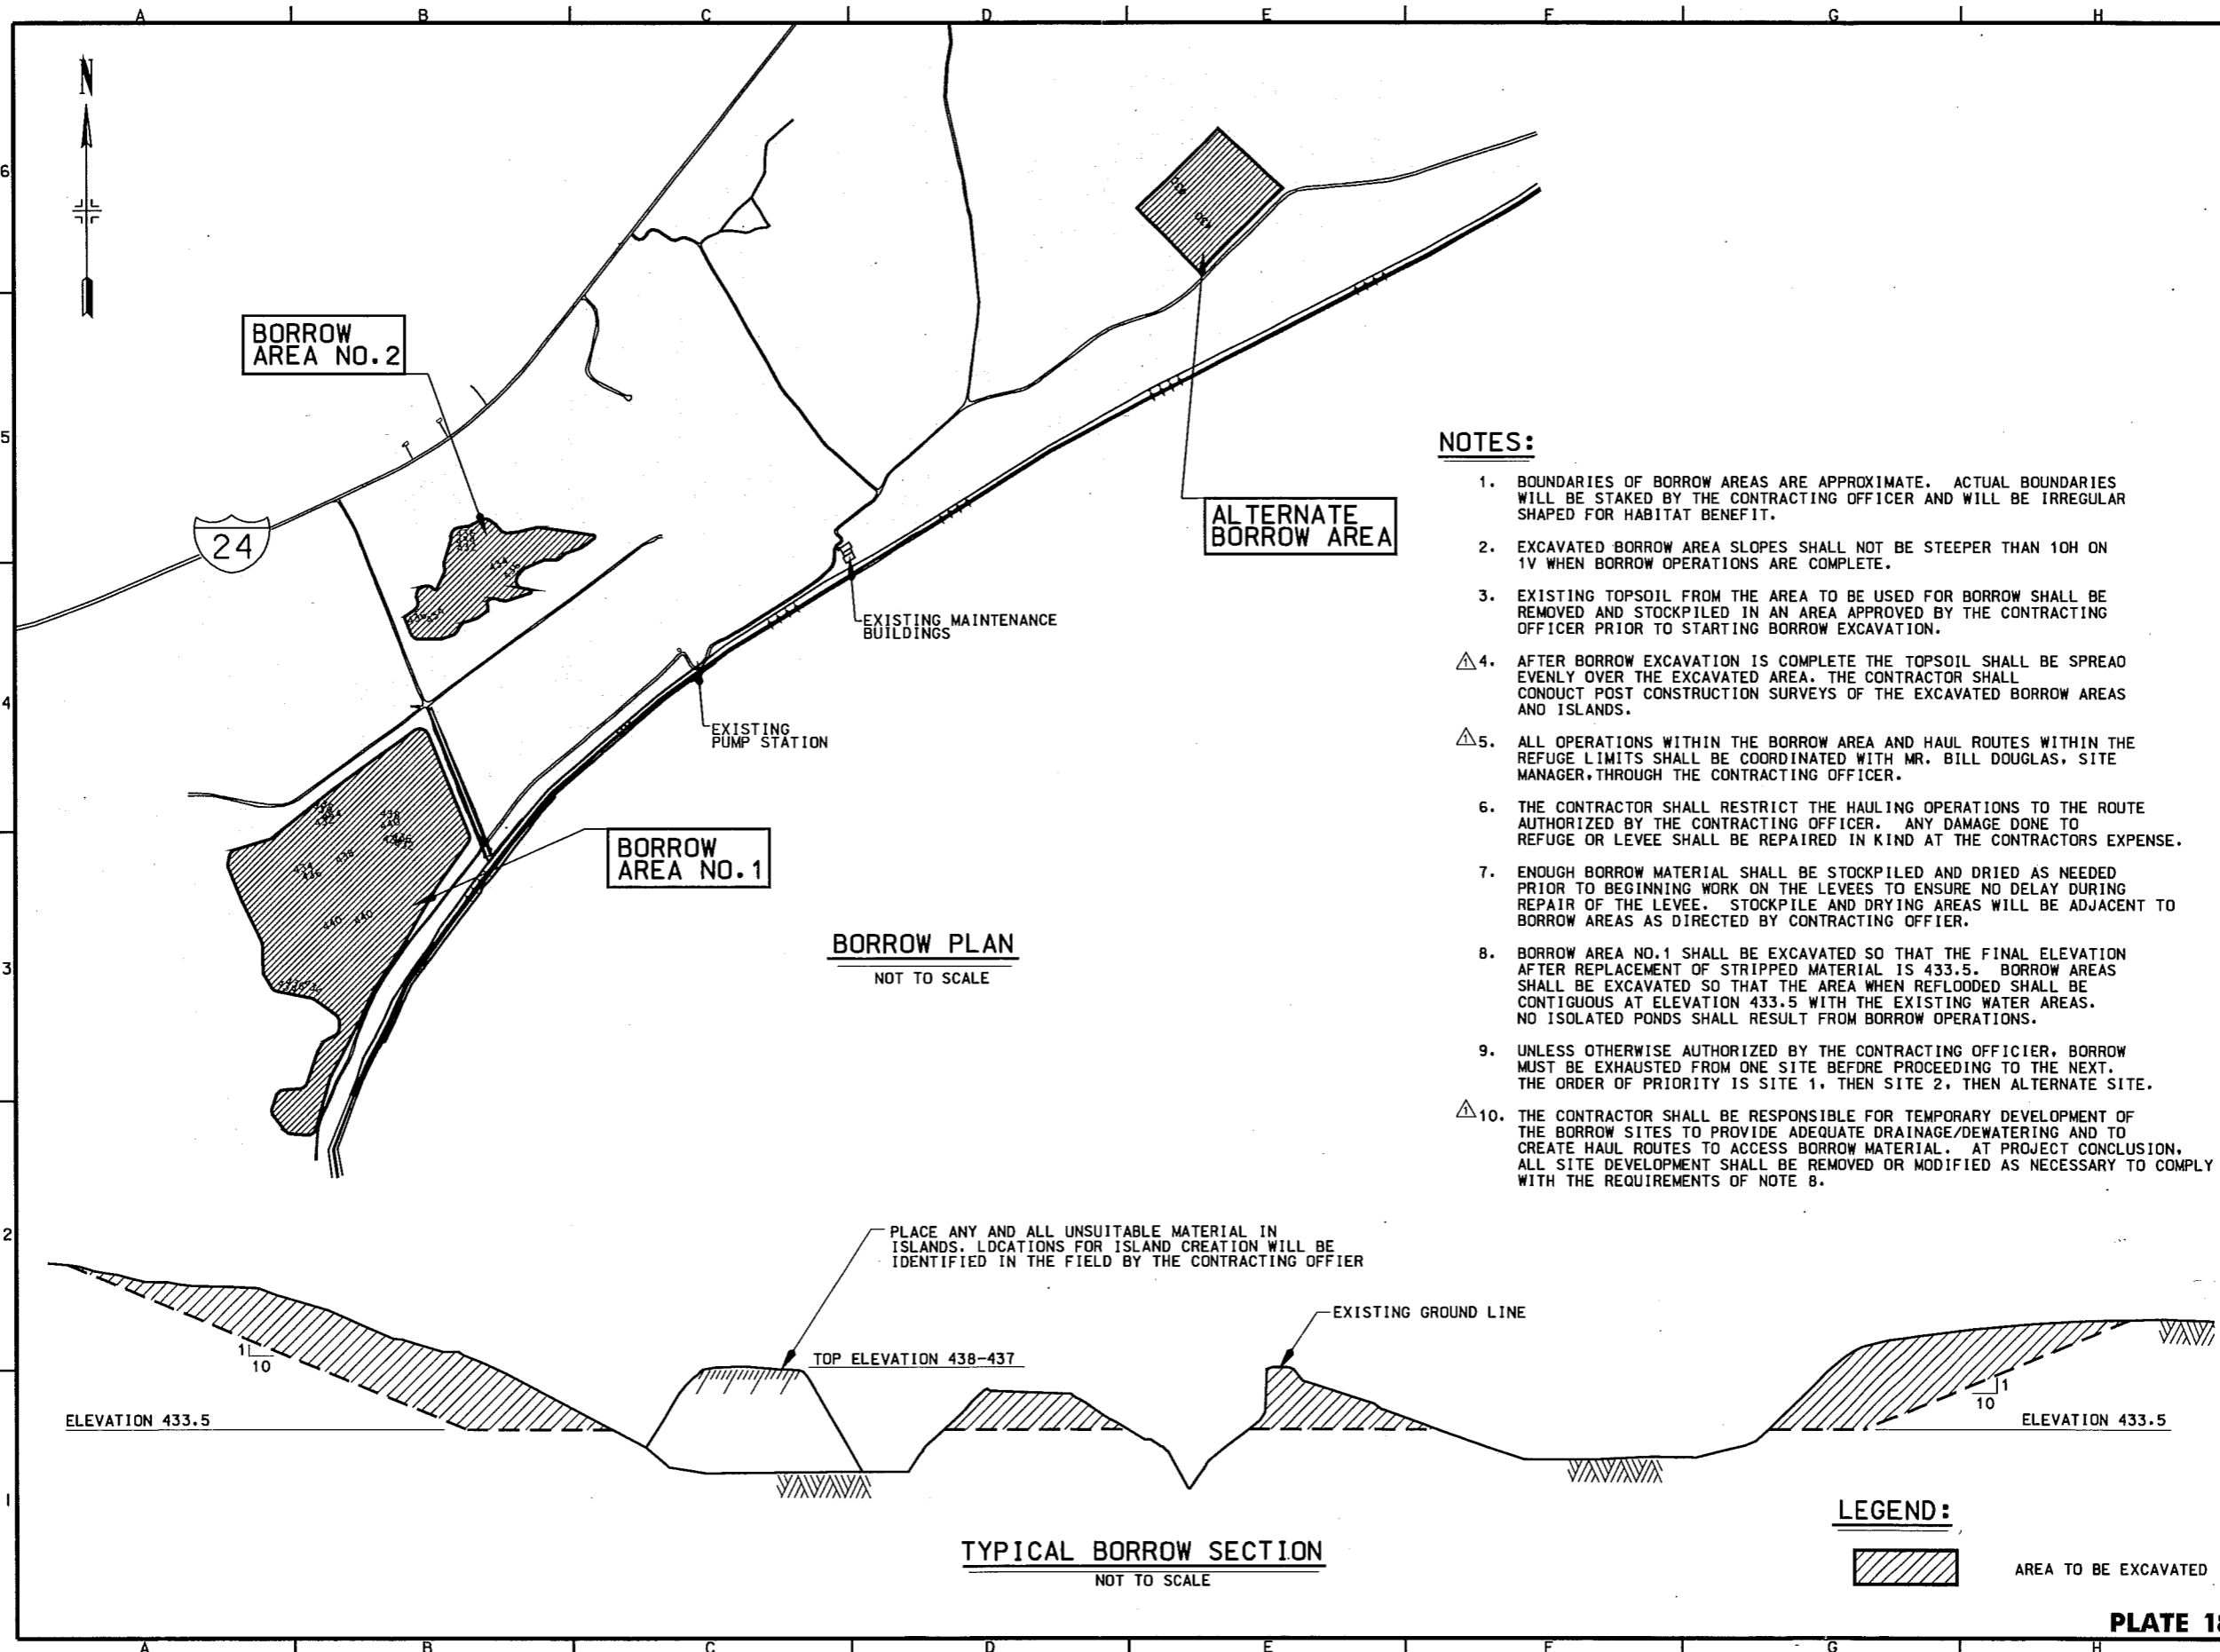 A B C D E F G H
N
6
BORROW
AREA NO.2
5
24
ALTERNATE
BORROW AREA
EXISTING MAINTENANCE
BUILDINGS
4
EXISTING
PUMP STATION
BORROW
AREA NO.1
430
430
434
436
438
440
440
440
3
BORROW PLAN
NOT TO SCALE
NOTES:
1. BOUNDARIES OF BORROW AREAS ARE APPROXIMATE. ACTUAL BOUNDARIES
WILL BE STAKED BY THE CONTRACTING OFFICER AND WILL BE IRREGULAR
SHAPED FOR HABITAT BENEFIT.
2. EXCAVATED BORROW AREA SLOPES SHALL NOT BE STEEPER THAN 10H ON
1V WHEN BORROW OPERATIONS ARE COMPLETE.
3. EXISTING TOPSOIL FROM THE AREA TO BE USED FOR BORROW SHALL BE
REMOVED AND STOCKPILED IN AN AREA APPROVED BY THE CONTRACTING
OFFICER PRIOR TO STARTING BORROW EXCAVATION.
1 4. AFTER BORROW EXCAVATION IS COMPLETE THE TOPSOIL SHALL BE SPREAD
EVENLY OVER THE EXCAVATED AREA. THE CONTRACTOR SHALL
CONDUCT POST CONSTRUCTION SURVEYS OF THE EXCAVATED BORROW AREAS
AND ISLANDS.
1 5. ALL OPERATIONS WITHIN THE BORROW AREA AND HAUL ROUTES WITHIN THE
REFUGE LIMITS SHALL BE COORDINATED WITH MR. BILL DOUGLAS, SITE
MANAGER, THROUGH THE CONTRACTING OFFICER.
6. THE CONTRACTOR SHALL RESTRICT THE HAULING OPERATIONS TO THE ROUTE
AUTHORIZED BY THE CONTRACTING OFFICER. ANY DAMAGE DONE TO
REFUGE OR LEVEE SHALL BE REPAIRED IN KIND AT THE CONTRACTORS EXPENSE.
7. ENOUGH BORROW MATERIAL SHALL BE STOCKPILED AND DRIED AS NEEDED
PRIOR TO BEGINNING WORK ON THE LEVEES TO ENSURE NO DELAY DURING
REPAIR OF THE LEVEE. STOCKPILE AND DRYING AREAS WILL BE ADJACENT TO
BORROW AREAS AS DIRECTED BY CONTRACTING OFFIER.
8. BORROW AREA NO.1 SHALL BE EXCAVATED SO THAT THE FINAL ELEVATION
AFTER REPLACEMENT OF STRIPPED MATERIAL IS 433.5. BORROW AREAS
SHALL BE EXCAVATED SO THAT THE AREA WHEN REFLOODED SHALL BE
CONTIGUOUS AT ELEVATION 433.5 WITH THE EXISTING WATER AREAS.
NO ISOLATED PONDS SHALL RESULT FROM BORROW OPERATIONS.
9. UNLESS OTHERWISE AUTHORIZED BY THE CONTRACTING OFFICIER, BORROW
MUST BE EXHAUSTED FROM ONE SITE BEFORE PROCEEDING TO THE NEXT.
THE ORDER OF PRIORITY IS SITE 1, THEN SITE 2, THEN ALTERNATE SITE.
1 10. THE CONTRACTOR SHALL BE RESPONSIBLE FOR TEMPORARY DEVELOPMENT OF
THE BORROW SITES TO PROVIDE ADEQUATE DRAINAGE/DEWATERING AND TO
CREATE HAUL ROUTES TO ACCESS BORROW MATERIAL. AT PROJECT CONCLUSION,
ALL SITE DEVELOPMENT SHALL BE REMOVED OR MODIFIED AS NECESSARY TO COMPLY
WITH THE REQUIREMENTS OF NOTE 8.
2
PLACE ANY AND ALL UNSUITABLE MATERIAL IN
ISLANDS. LOCATIONS FOR ISLAND CREATION WILL BE
IDENTIFIED IN THE FIELD BY THE CONTRACTING OFFIER
EXISTING GROUND LINE
TOP ELEVATION 438-437
1
10
1
10
ELEVATION 433.5
ELEVATION 433.5
1
TYPICAL BORROW SECTION
NOT TO SCALE
LEGEND:
AREA TO BE EXCAVATED
PLATE 18
A B C D E F G H